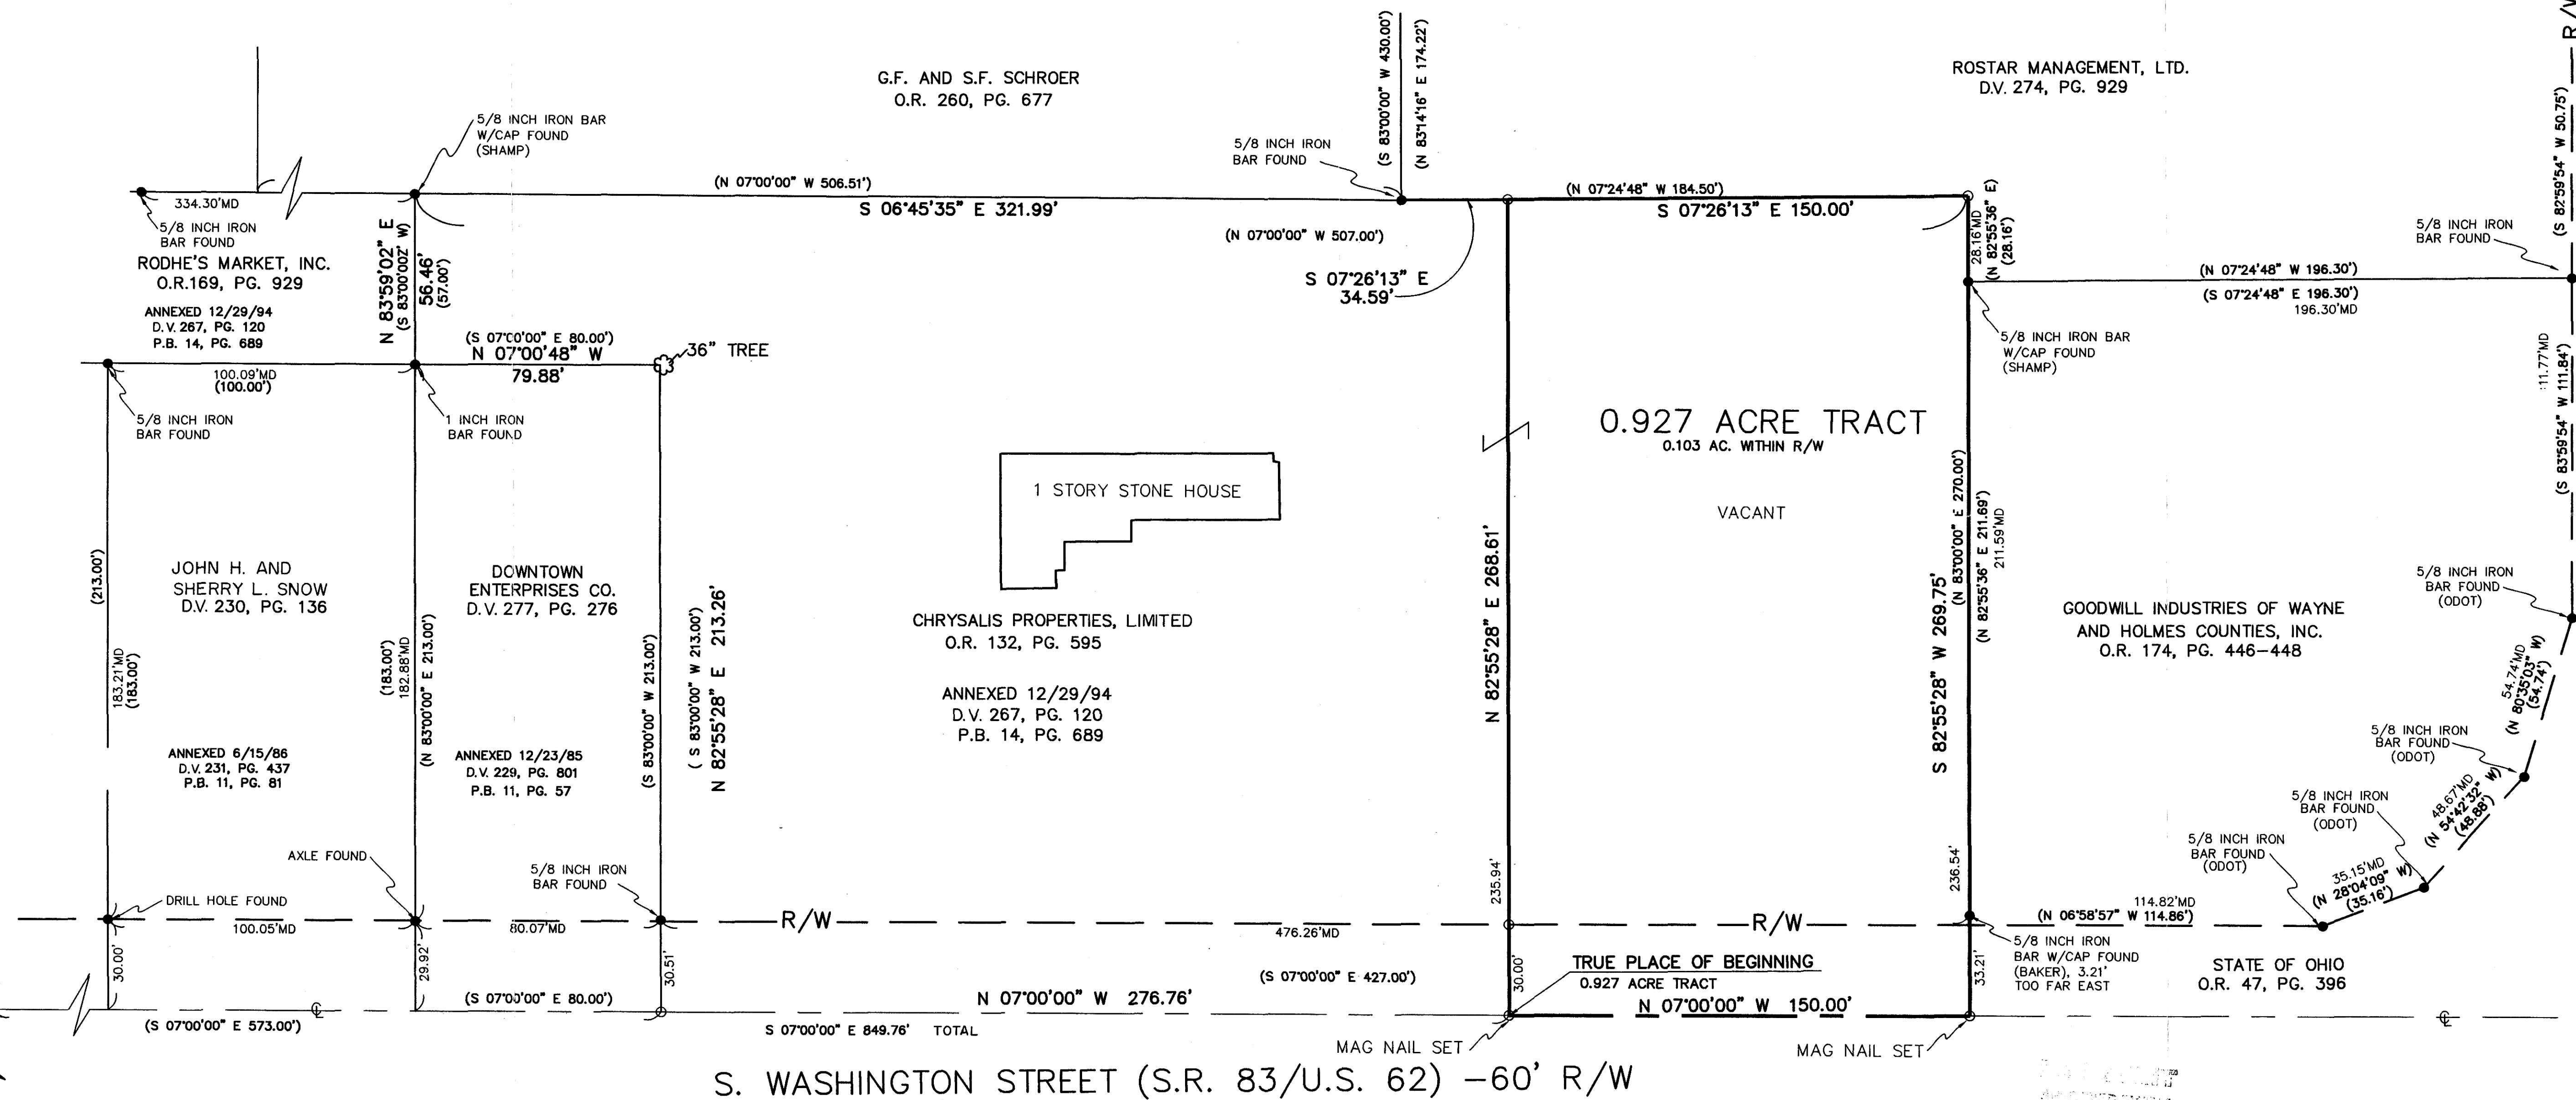 G.F. AND S.F. SCHROER
O.R. 260, PG. 677
ROSTAR MANAGEMENT, LTD.
D.V. 274, PG. 929
(S 83°00'00" W 430.00')
(N 83°14'16" E 174.22')
(S 82°59'54" W 50.75')
5/8 INCH IRON BAR
W/CAP FOUND
(SHAMP)
5/8 INCH IRON
BAR FOUND
334.30'MD
5/8 INCH IRON
BAR FOUND
(N 07°00'00" W 506.51')
S 06°45'35" E 321.99'
(N 07°00'00" W 507.00')
(N 07°24'48" W 184.50')
S 07°26'13" E 150.00'
S 07°26'13" E
34.59'
28.16'MD
(N 82°55'36" E)
(28.16')
5/8 INCH IRON
BAR FOUND
(N 07°24'48" W 196.30')
(S 07°24'48" E 196.30')
196.30'MD
RODHE'S MARKET, INC.
O.R.169, PG. 929
ANNEXED 12/29/94
D.V. 267, PG. 120
P.B. 14, PG. 689
N 83°59'02" E
(S 83°00'00Z' W)
56.46'
(57.00')
(S 07°00'00" E 80.00')
N 07°00'48" W
79.88'
36" TREE
100.09'MD
(100.00')
5/8 INCH IRON
BAR FOUND
1 INCH IRON
BAR FOUND
5/8 INCH IRON BAR
W/CAP FOUND
(SHAMP)
(S 83°59'54" W 111.84')
0.927 ACRE TRACT
0.103 AC. WITHIN R/W
VACANT
1 STORY STONE HOUSE
JOHN H. AND
SHERRY L. SNOW
D.V. 230, PG. 136
DOWNTOWN
ENTERPRISES CO.
D.V. 277, PG. 276
CHRYSALIS PROPERTIES, LIMITED
O.R. 132, PG. 595
ANNEXED 12/29/94
D.V. 267, PG. 120
P.B. 14, PG. 689
GOODWILL INDUSTRIES OF WAYNE
AND HOLMES COUNTIES, INC.
O.R. 174, PG. 446-448
(213.00')
183.21'MD
(183.00')
(183.00')
182.88'MD
(N 83°00'00" E 213.00')
(S 83°00'00" W 213.00')
( S 83°00'00" W 213.00')
N 82°55'28" E 213.26'
N 82°55'28" E 268.61'
S 82°55'28" W 269.75'
(N 83°00'00" E 270.00')
(N 82°55'36" E 211.69')
211.59'MD
ANNEXED 6/15/86
D.V. 231, PG. 437
P.B. 11, PG. 81
ANNEXED 12/23/85
D.V. 229, PG. 801
P.B. 11, PG. 57
5/8 INCH IRON
BAR FOUND
(ODOT)
54.74'MD
(N 80°35'03" W)
(54.74')
5/8 INCH IRON
BAR FOUND
(ODOT)
48.67'MD
(N 54°42'32" W)
(48.88')
5/8 INCH IRON
BAR FOUND
(ODOT)
5/8 INCH IRON
BAR FOUND
(ODOT)
35.15'MD
(N 28°04'09" W)
(35.16')
AXLE FOUND
5/8 INCH IRON
BAR FOUND
DRILL HOLE FOUND
235.94'
236.54'
R/W
R/W
100.05'MD
80.07'MD
476.26'MD
114.82'MD
(N 06°58'57" W 114.86')
30.00'
29.92'
30.51'
30.00'
33.21'
5/8 INCH IRON
BAR W/CAP FOUND
(BAKER), 3.21'
TOO FAR EAST
STATE OF OHIO
O.R. 47, PG. 396
TRUE PLACE OF BEGINNING
0.927 ACRE TRACT
(S 07°00'00" E 427.00')
(S 07°00'00" E 80.00')
N 07°00'00" W 276.76'
N 07°00'00" W 150.00'
(S 07°00'00" E 573.00')
S 07°00'00" E 849.76' TOTAL
MAG NAIL SET
MAG NAIL SET
S. WASHINGTON STREET (S.R. 83/U.S. 62) -60' R/W